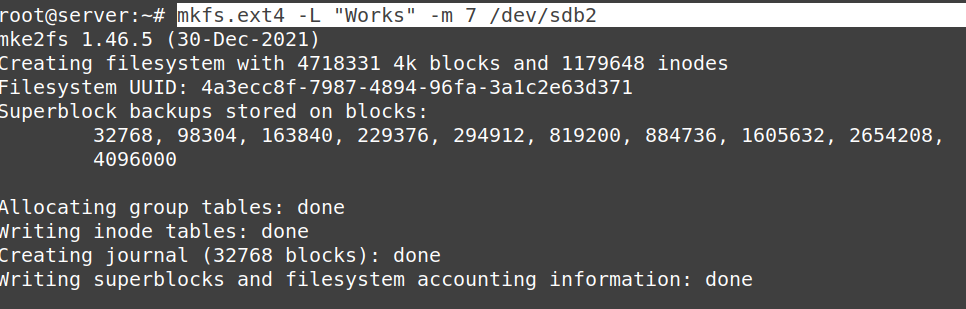 root@server:~# mkfs.ext4 -L "Works" -m 7 /dev/sdb2
mke2fs 1.46.5 (30-Dec-2021)
Creating filesystem with 4718331 4k blocks and 1179648 inodes
Filesystem UUID: 4a3ecc8f-7987-4894-96fa-3a1c2e63d371
Superblock backups stored on blocks:
32768, 98304, 163840, 229376, 294912, 819200, 884736, 1605632, 2654208,
4096000
Allocating group tables: done
Writing inode tables: done
Creating journal (32768 blocks): done
Writing superblocks and filesystem accounting information: done